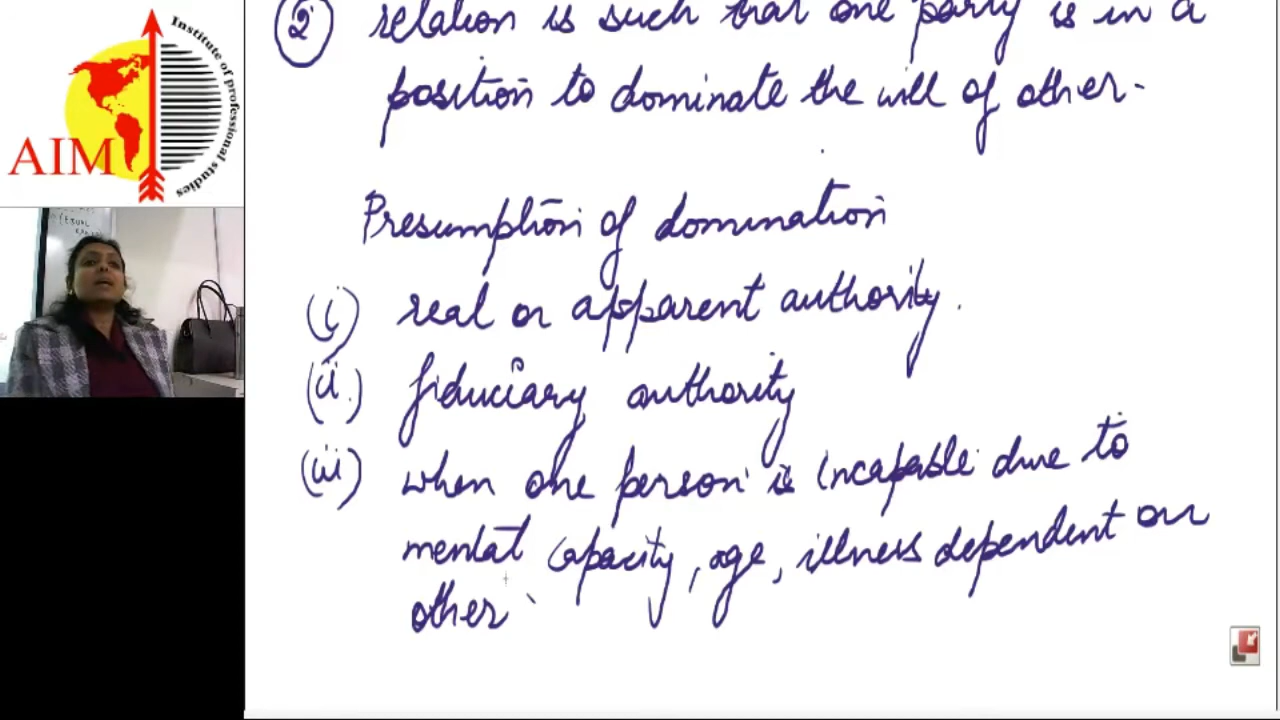 Institute of professional studies
AIM
(EQUAL
② relation is such that one party is in a
position to dominate the will of other.
Presumption of domination
(i) real or apparent authority.
(ii) fiduciary authority
(iii) when one person is incapable due to
mental capacity, age, illness dependent on
other